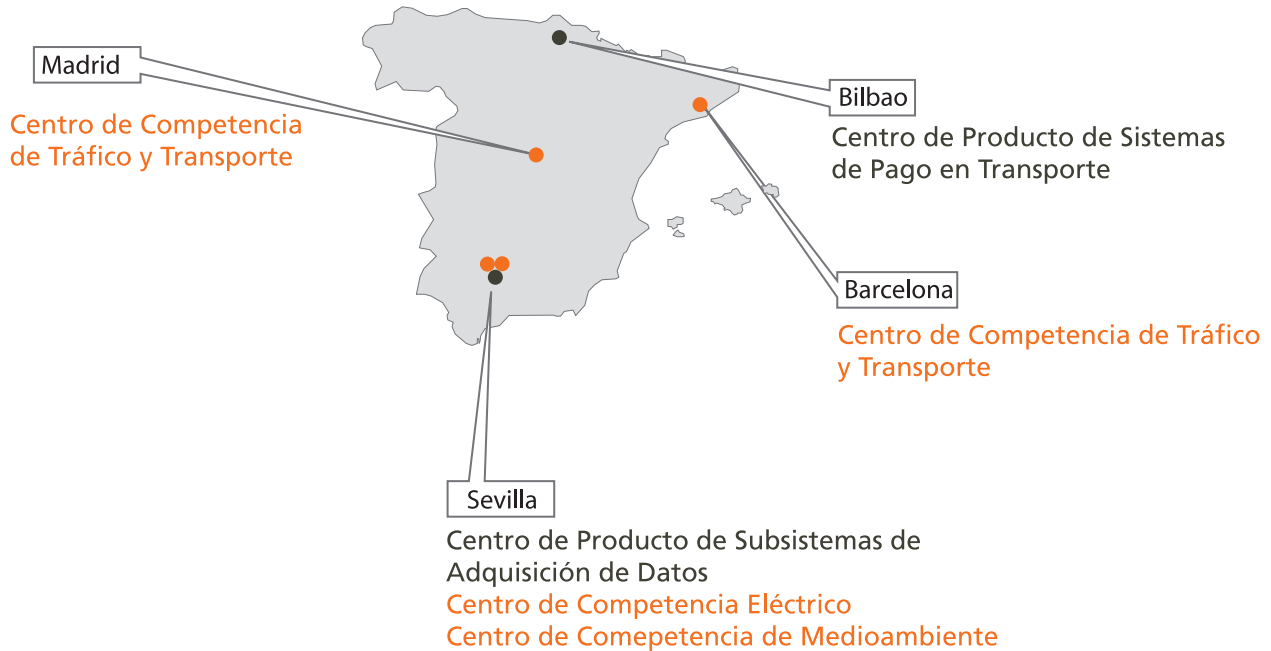 Madrid
Centro de Competencia
de Tráfico y Transporte
Bilbao
Centro de Producto de Sistemas
de Pago en Transporte
Barcelona
Centro de Competencia de Tráfico
y Transporte
Sevilla
Centro de Producto de Subsistemas de
Adquisición de Datos
Centro de Competencia Eléctrico
Centro de Comepetencia de Medioambiente